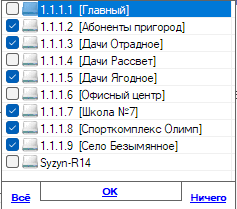 1.1.1.1 [Главный]
1.1.1.2 [Абоненты пригород]
1.1.1.3 [Дачи Отрадное]
1.1.1.4 [Дачи Рассвет]
1.1.1.5 [Дачи Ягодное]
1.1.1.6 [Офисный центр]
1.1.1.7 [Школа №7]
1.1.1.8 [Спорткомплекс Олимп]
1.1.1.9 [Село Безымянное]
Syzyn-R14
Всё OK Ничего